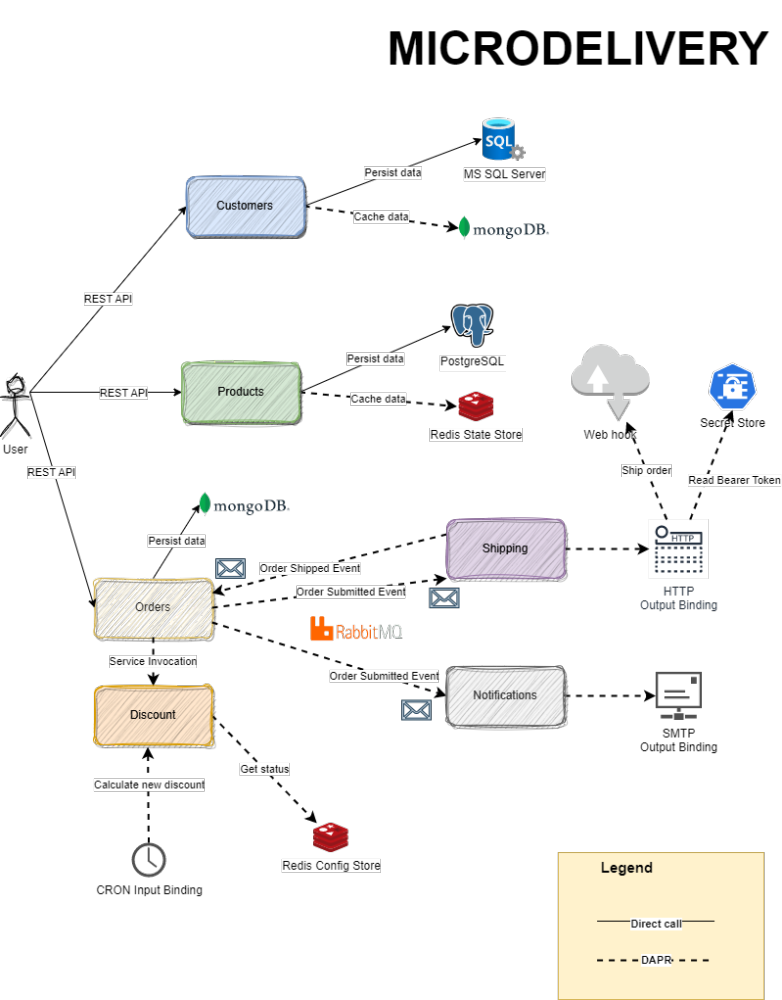 MICRODELIVERY
SQL
Persist data
MS SQL Server
Customers
Cache data
mongoDB.
REST API
Persist data
PostgreSQL
Products
REST API
Cache data
Redis State Store
Web hook
Secret Store
User
REST API
Ship order
Read Bearer Token
mongoDB.
Persist data
Order Shipped Event
Shipping
HTTP
HTTP
Output Binding
Order Submitted Event
Orders
RabbitMQ
Service Invocation
Order Submitted Event
Notifications
SMTP
Output Binding
Discount
Get status
Calculate new discount
Redis Config Store
CRON Input Binding
Legend
Direct call
DAPR